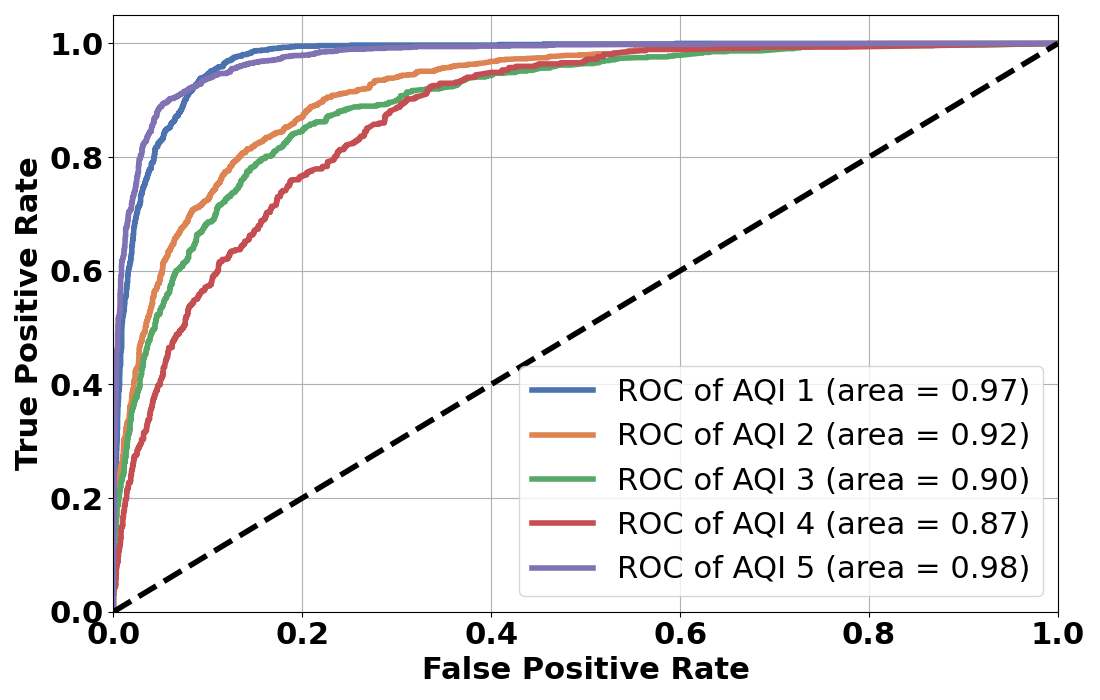 True Positive Rate
1.0
0.8
0.6
0.4
0.2
0.0
ROC of AQI 1 (area = 0.97)
ROC of AQI 2 (area = 0.92)
ROC of AQI 3 (area = 0.90)
ROC of AQI 4 (area = 0.87)
ROC of AQI 5 (area = 0.98)
0.0 0.2 0.4 0.6 0.8 1.0
False Positive Rate